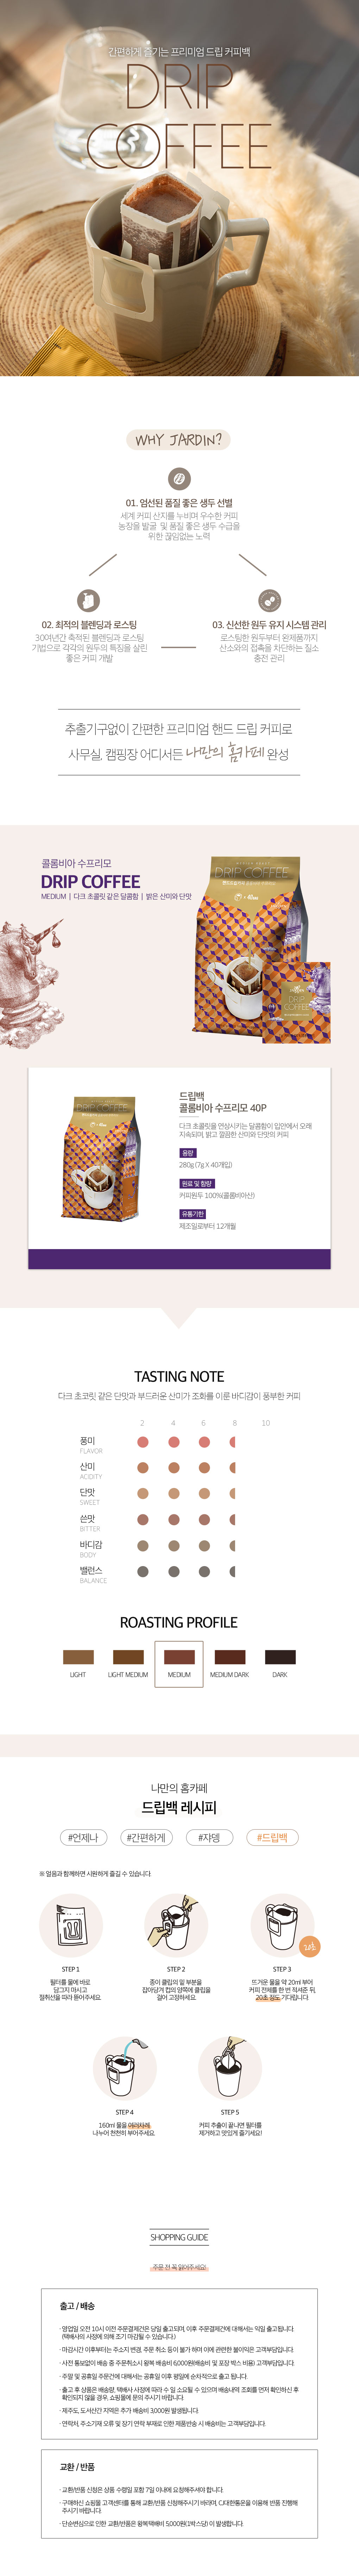 간편하게 즐기는 프리미엄 드립 커피백
DRIP
COFFEE
WHY JARDIN?
01. 엄선된 품질 좋은 생두 선별
세계 커피 산지를 누비며 우수한 커피
농장을 발굴 및 품질 좋은 생두 수급을
위한 끊임없는 노력
02. 최적의 블렌딩과 로스팅
30여년간 축적된 블렌딩과 로스팅
기법으로 각각의 원두의 특징을 살린
좋은 커피 개발
03. 신선한 원두 유지 시스템 관리
로스팅한 원두부터 완제품까지
산소와의 접촉을 차단하는 질소
충전 관리
추출기구없이 간편한 프리미엄 핸드 드립 커피로
사무실, 캠핑장 어디서든 나만의 홈카페 완성
콜롬비아 수프리모
DRIP COFFEE
MEDIUM | 다크 초콜릿 같은 달콤함 | 밝은 산미와 단맛
DRIP COFFEE
DRIP
COFFEE
DRIP COFFEE
드립백
콜롬비아 수프리모 40P
다크 초콜릿을 연상시키는 달콤함이 입안에서 오래
지속되며, 밝고 깔끔한 산미와 단맛의 커피
용량
280g (7g X 40개입)
원료 및 함량
커피원두 100%(콜롬비아산)
유통기한
제조일로부터 12개월
TASTING NOTE
다크 초코릿 같은 단맛과 부드러운 산미가 조화를 이룬 바디감이 풍부한 커피
2 4 6 8 10
풍미
FLAVOR
산미
ACIDITY
단맛
SWEET
쓴맛
BITTER
바디감
BODY
밸런스
BALANCE
ROASTING PROFILE
LIGHT LIGHT MEDIUM MEDIUM MEDIUM DARK DARK
나만의 홈카페
드립백 레시피
#언제나 #간편하게 #쟈뎅 #드립백
※ 얼음과 함께하면 시원하게 즐길 수 있습니다.
STEP 1
필터를 물에 바로
담그지 마시고
절취선을 따라 뜯어주세요.
STEP 2
종이 클립의 양 부분을
잡아당겨 컵의 양쪽에 클립을
걸어 고정하세요.
20초
STEP 3
뜨거운 물을 약 20ml 부어
커피 전체를 한 번 적셔준 뒤,
20초 정도 기다립니다.
STEP 4
160ml 물을 여러차례
나누어 천천히 부어주세요.
STEP 5
커피 추출이 끝나면 필터를
제거하고 맛있게 즐기세요!
SHOPPING GUIDE
주문 전 꼭 읽어주세요!
출고 / 배송
· 영업일 오전 10시 이전 주문결제건은 당일 출고되며, 이후 주문결제건에 대해서는 익일 출고됩니다.
(택배사의 사정에 의해 조기 마감될 수 있습니다.)
· 마감시간 이후부터는 주소지 변경, 주문 취소 등이 불가 하며 이에 관련한 불이익은 고객부담입니다.
· 사전 통보없이 배송 중 주문취소시 왕복 배송비 6,000원(배송비 및 포장 박스 비용) 고객부담입니다.
· 주말 및 공휴일 주문건에 대해서는 공휴일 이후 평일에 순차적으로 출고 됩니다.
· 출고 후 상품은 배송량, 택배사 사정에 따라 수 일 소요될 수 있으며 배송내역 조회를 먼저 확인하신 후
확인되지 않을 경우, 쇼핑몰에 문의 주시기 바랍니다.
· 제주도, 도서산간 지역은 추가 배송비 3,000원 발생됩니다.
· 연락처, 주소기재 오류 및 장기 연락 부재로 인한 제품반송 시 배송비는 고객부담입니다.
교환 / 반품
· 교환/반품 신청은 상품 수령일 포함 7일 이내에 요청해주셔야 합니다.
· 구매하신 쇼핑몰 고객센터를 통해 교환/반품 신청해주시기 바라며, CJ대한통운을 이용해 반품 진행해
주시기 바랍니다.
· 단순변심으로 인한 교환/반품은 왕복택배비 5,000원(1박스당)이 발생합니다.